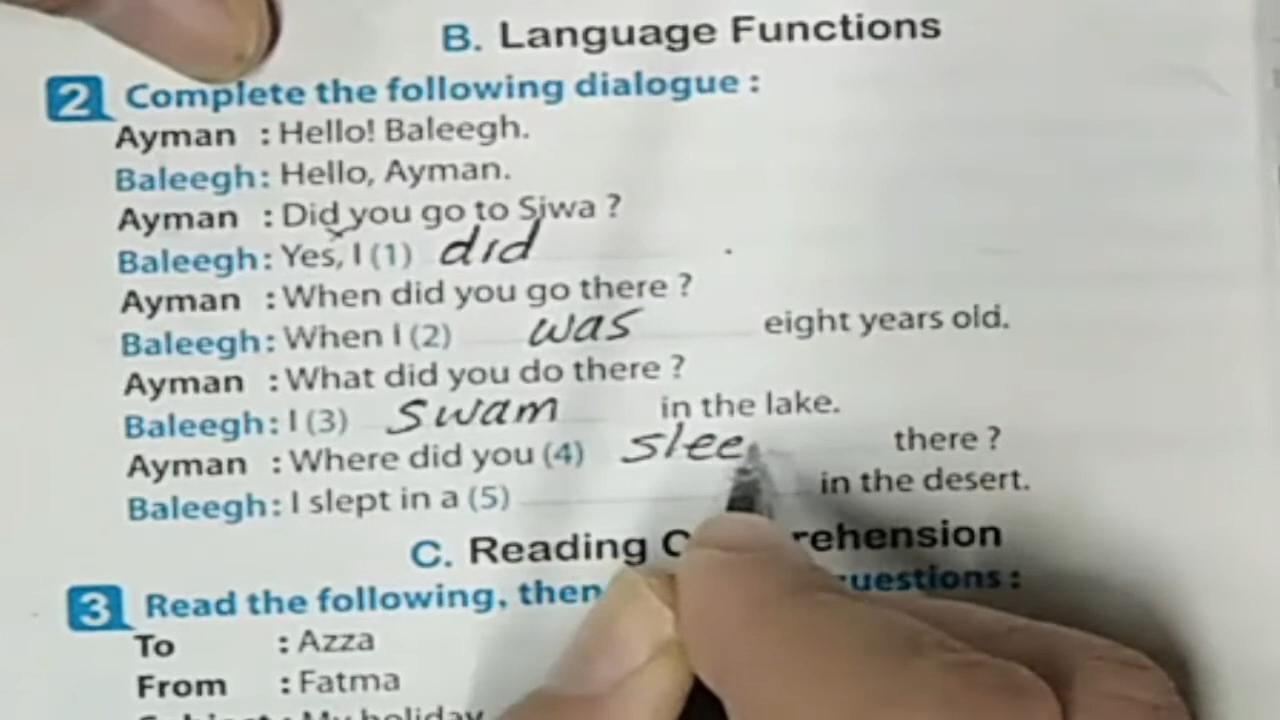 B. Language Functions
2 Complete the following dialogue :
Ayman : Hello! Baleegh.
Baleegh: Hello, Ayman.
Ayman : Did you go to Siwa ?
Baleegh: Yes, I (1) did .
Ayman : When did you go there ?
Baleegh: When I (2) was eight years old.
Ayman : What did you do there ?
Baleegh: I (3) swam in the lake.
Ayman : Where did you (4) slee there ?
Baleegh: I slept in a (5) in the desert.
C. Reading
3 Read the following, then
To : Azza
From : Fatma
: My holiday